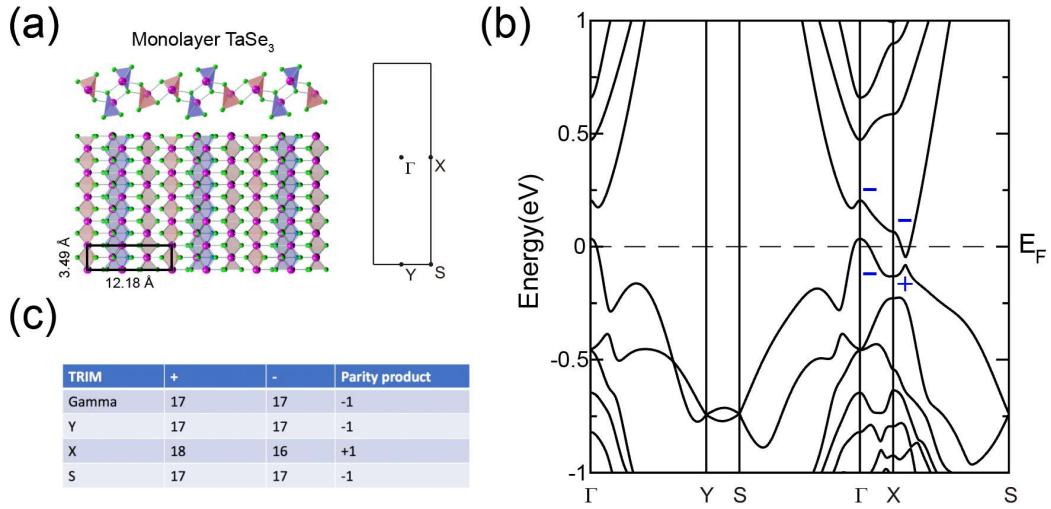 (a)
Monolayer TaSe₃
Γ
X
Y
S
3.49 Å
12.18 Å
(b)
Energy(eV)
1
0.5
0
-0.5
-1
−
−
−
+
E_F
Γ
Y
S
Γ
X
S
(c)
TRIM + - Parity product
Gamma 17 17 -1
Y 17 17 -1
X 18 16 +1
S 17 17 -1